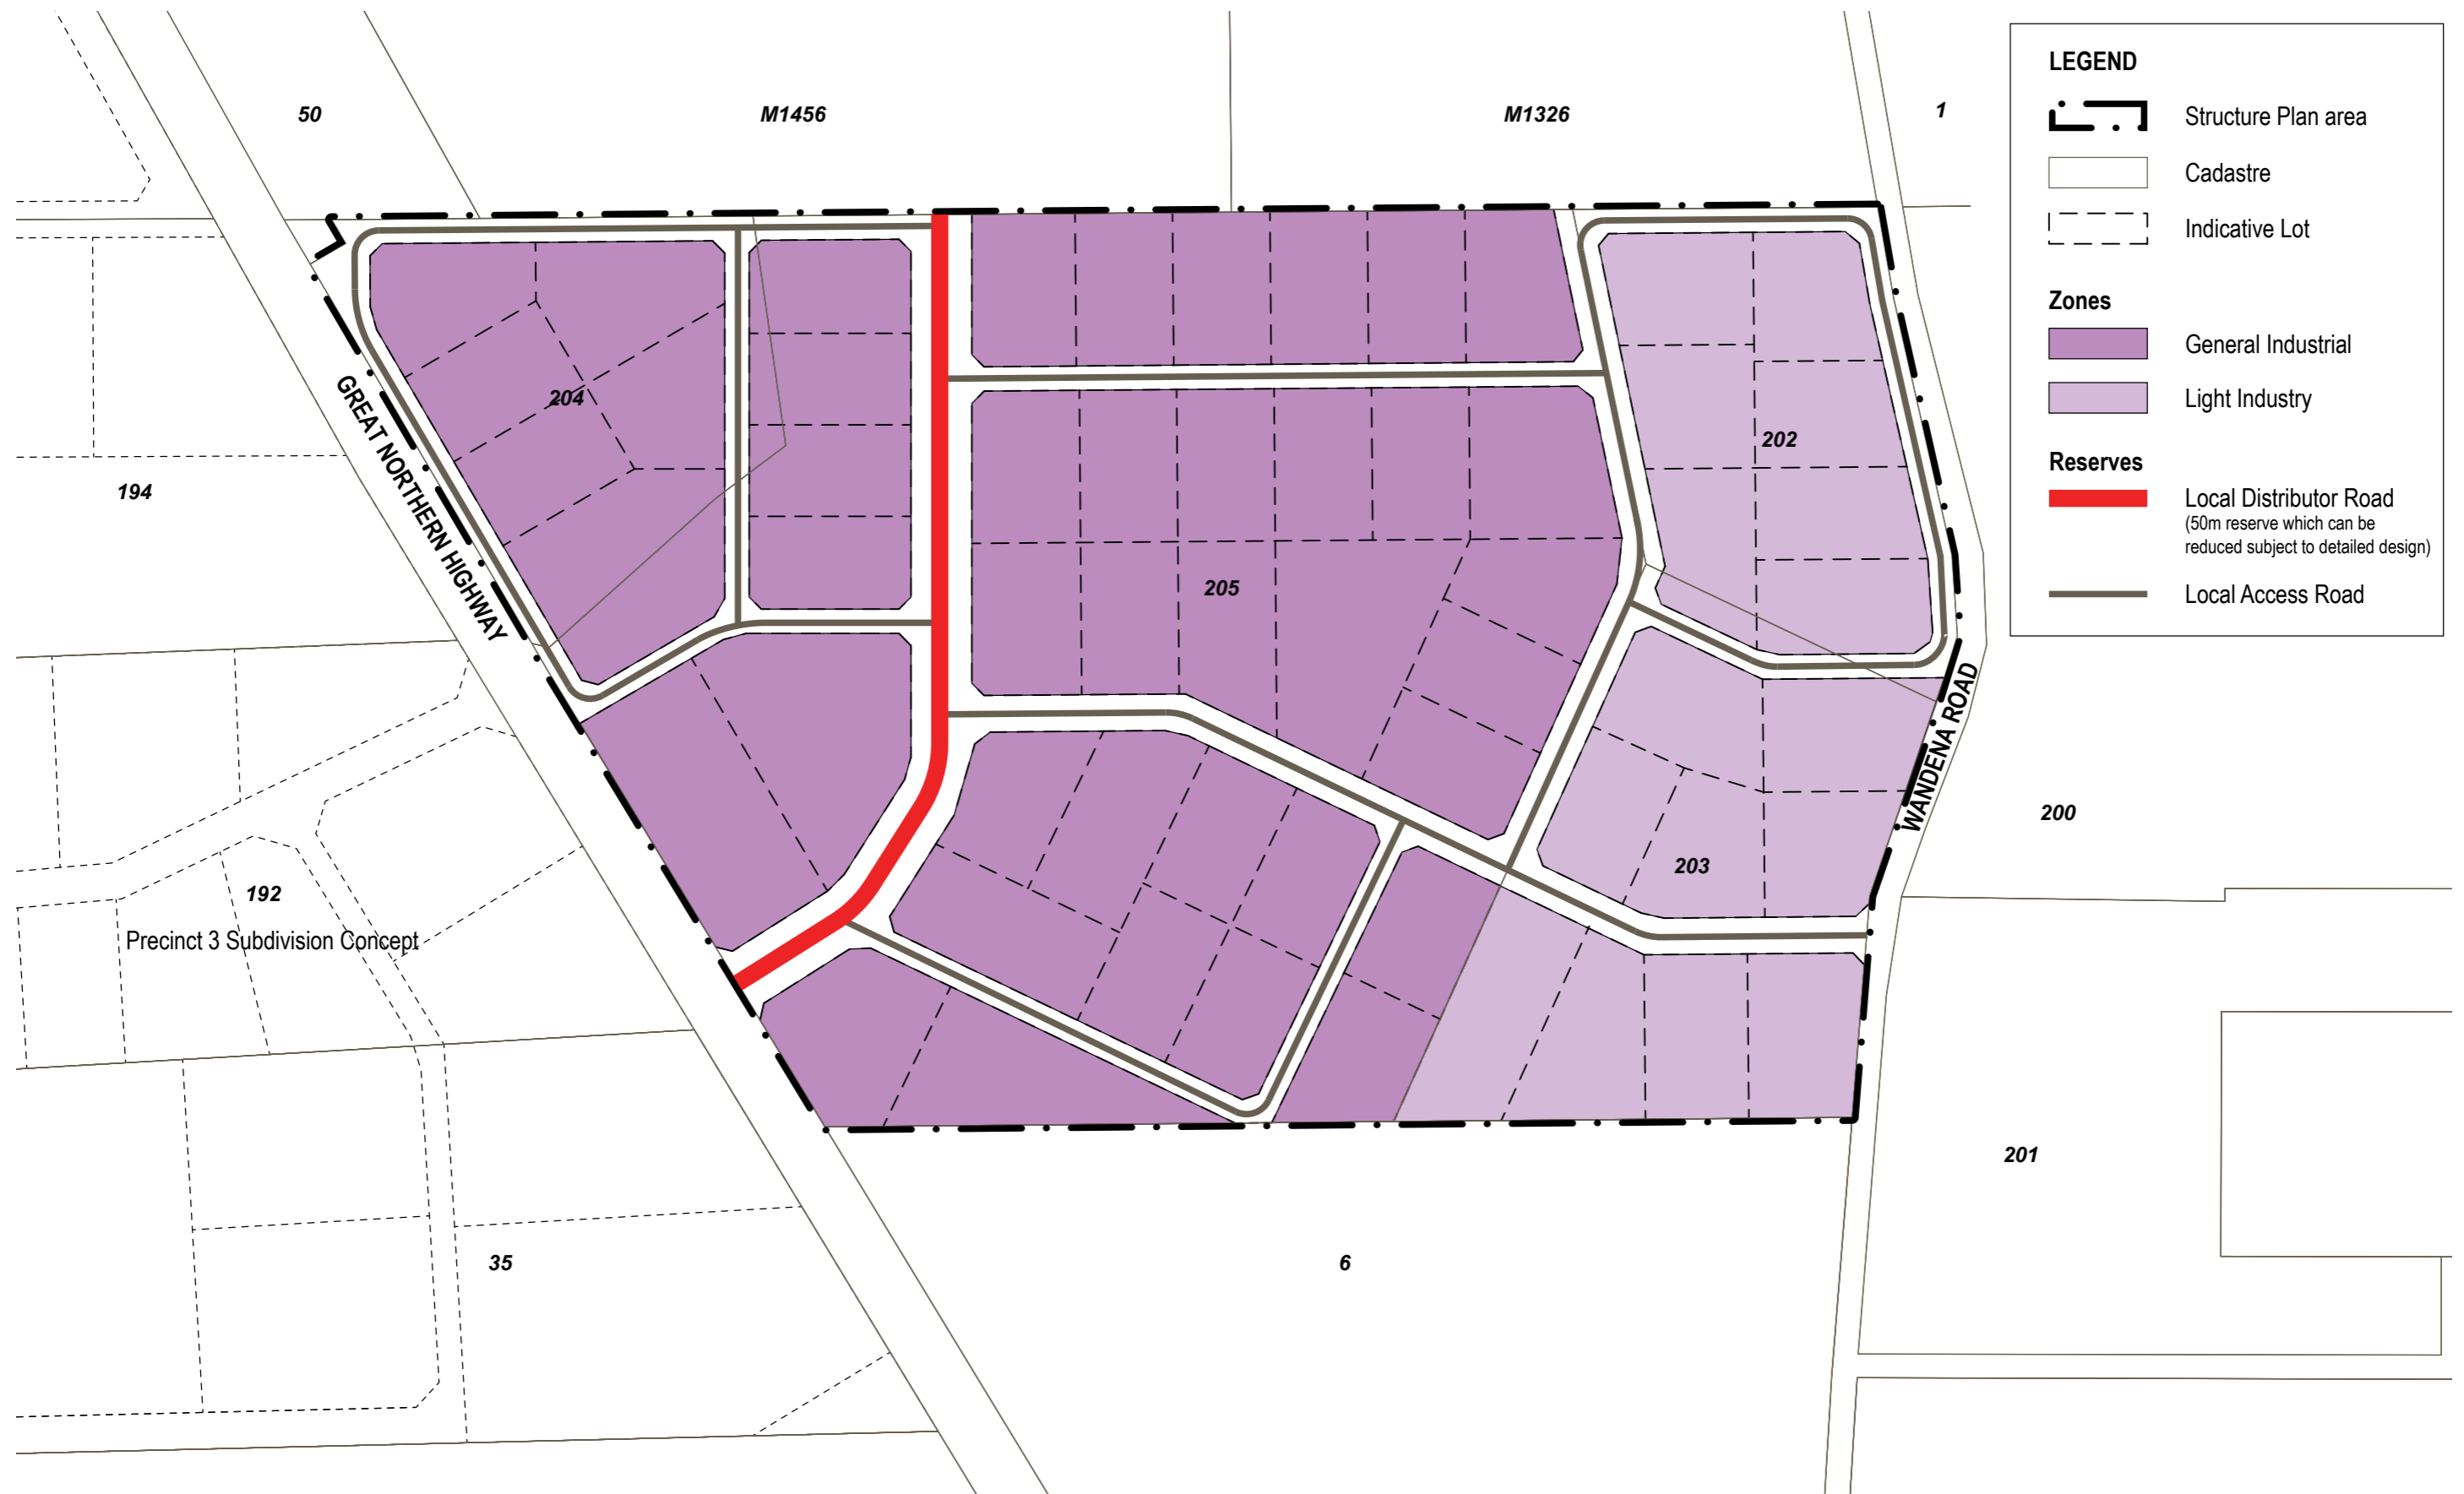 50
M1456
M1326
1
204
202
194
GREAT NORTHERN HIGHWAY
205
WANDENA ROAD
200
203
192
Precinct 3 Subdivision Concept
201
35
6
LEGEND
Structure Plan area
Cadastre
Indicative Lot
Zones
General Industrial
Light Industry
Reserves
Local Distributor Road
(50m reserve which can be
reduced subject to detailed design)
Local Access Road